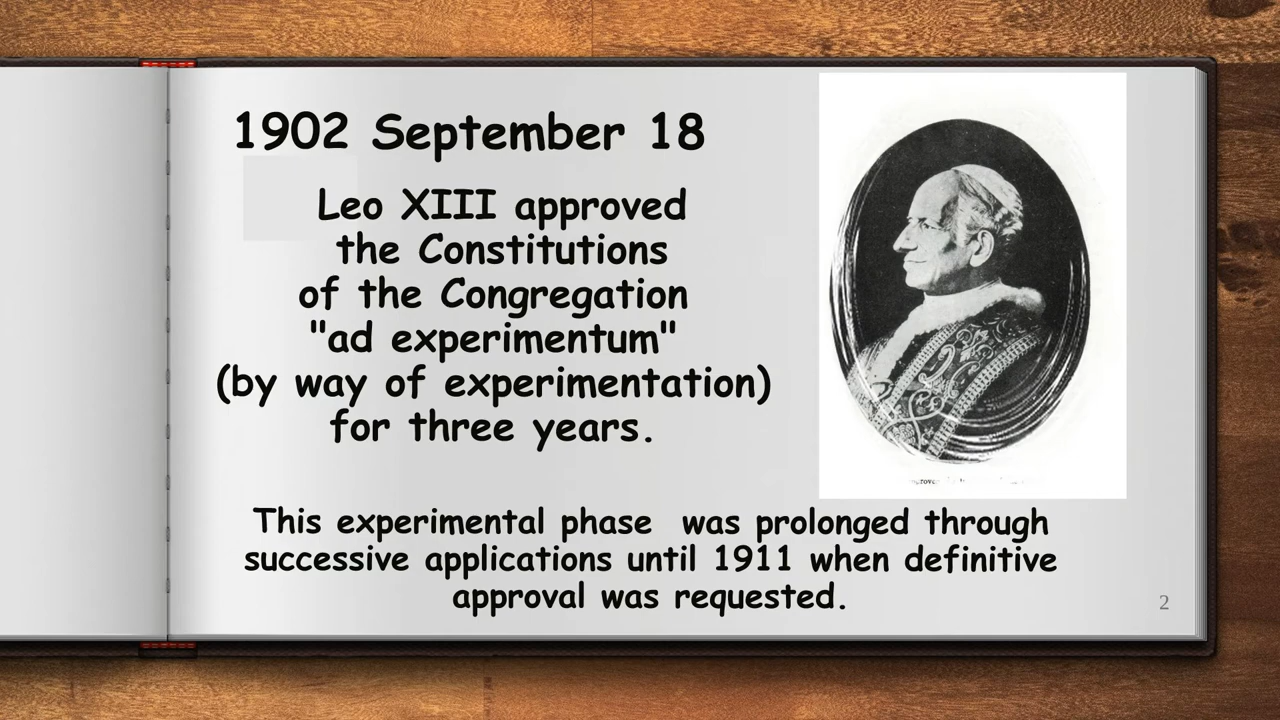 1902 September 18
Leo XIII approved
the Constitutions
of the Congregation
"ad experimentum"
(by way of experimentation)
for three years.
This experimental phase was prolonged through
successive applications until 1911 when definitive
approval was requested.
2